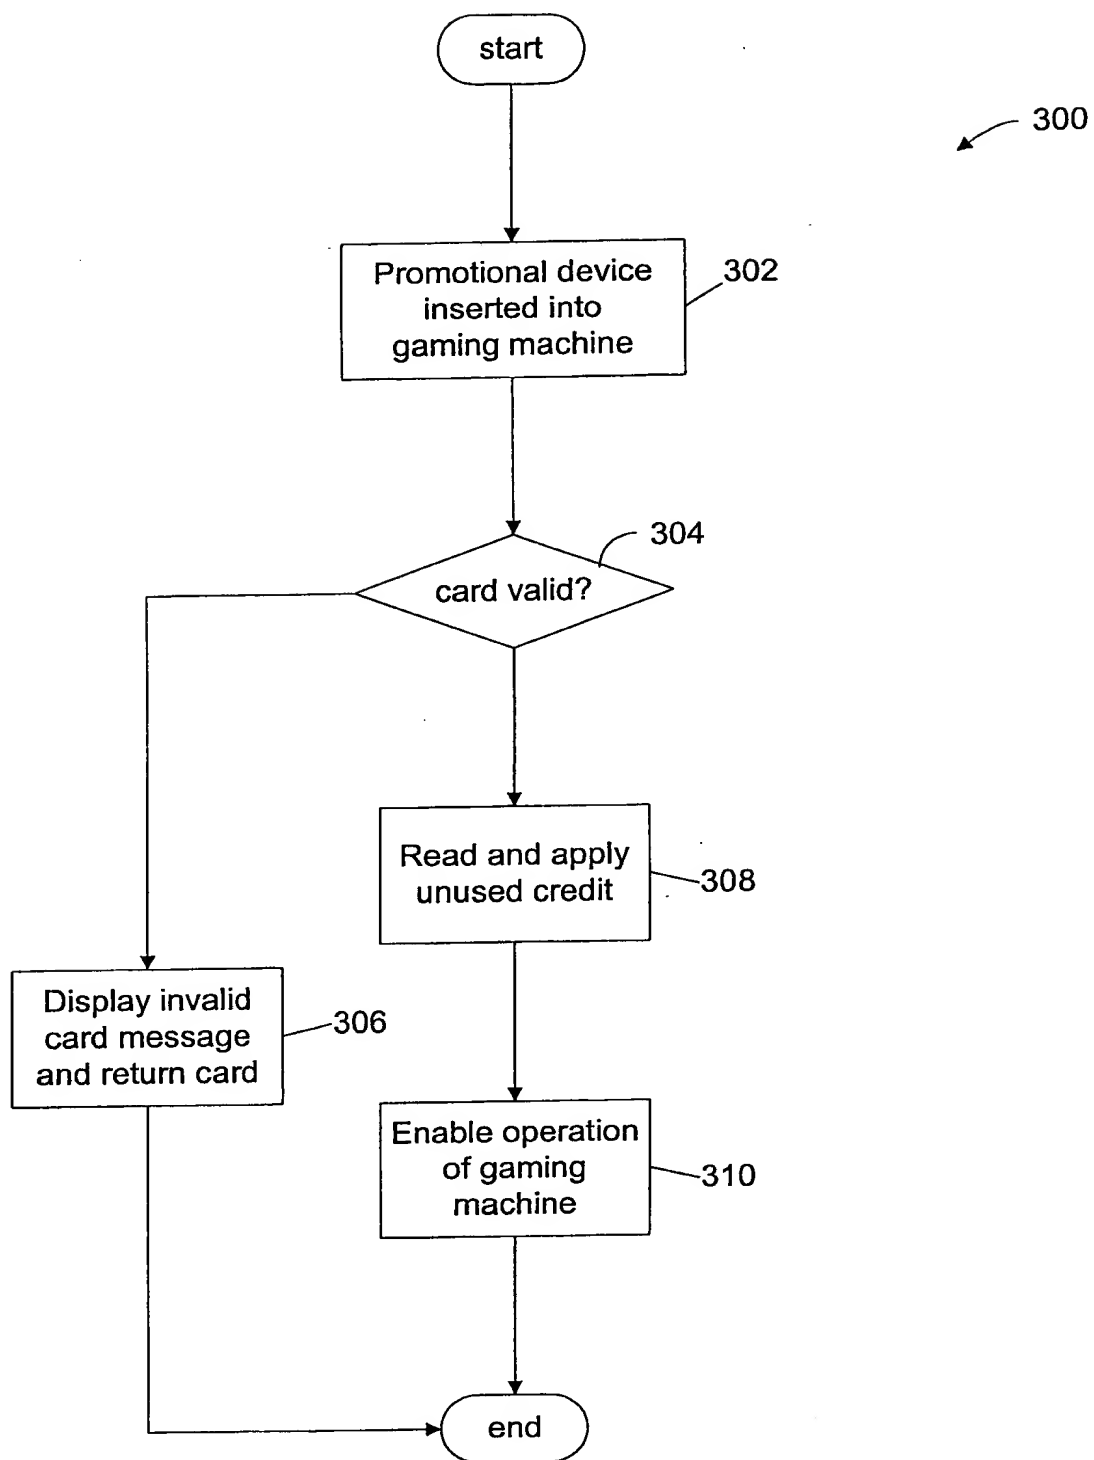 start
300
Promotional device
inserted into
gaming machine
302
304
card valid?
Read and apply
unused credit
308
Display invalid
card message
and return card
306
Enable operation
of gaming
machine
310
end